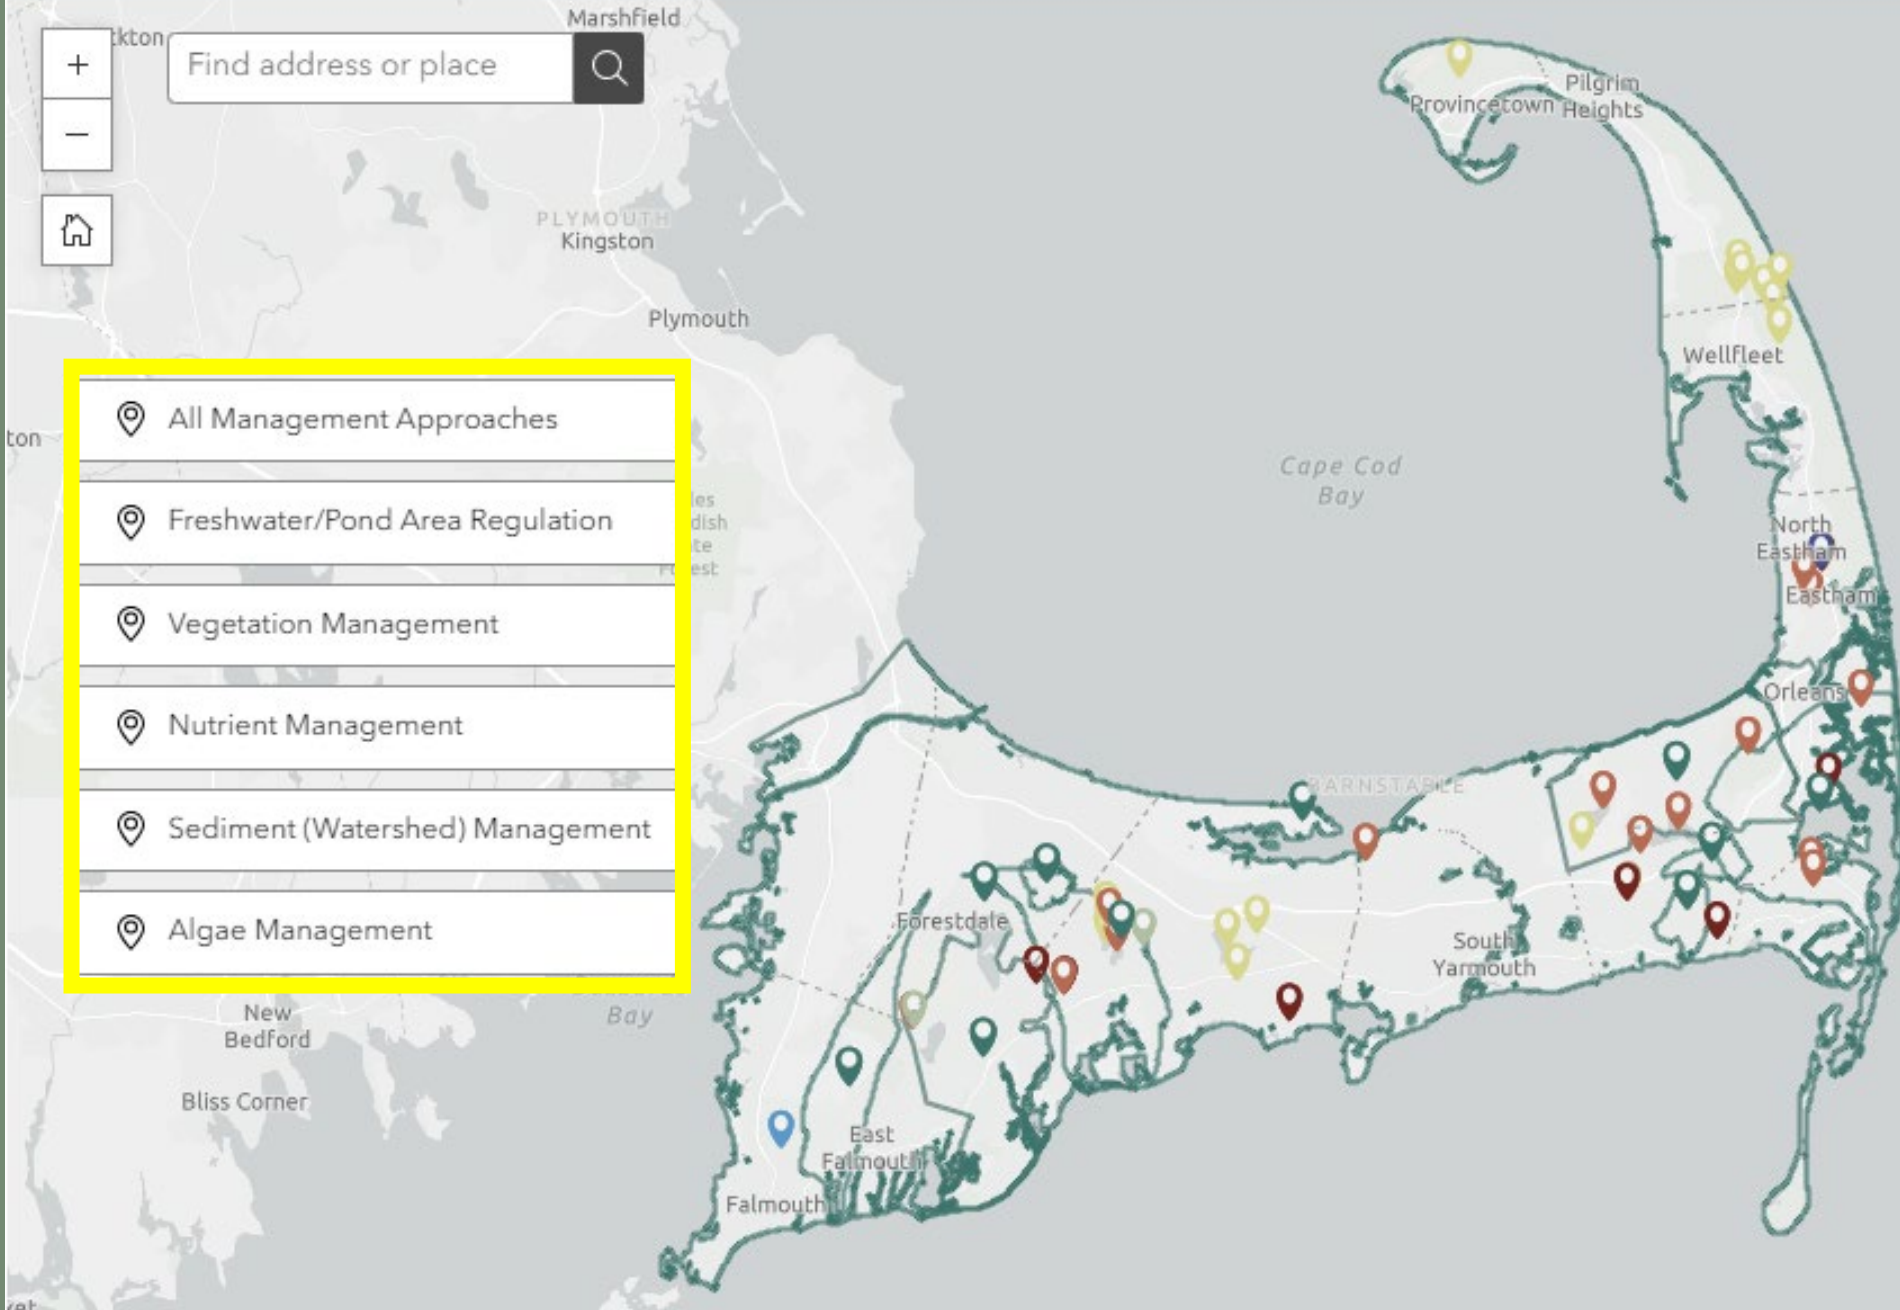 Marshfield
+
Find address or place
−
Pilgrim
Heights
Provincetown
PLYMOUTH
Kingston
Plymouth
Wellfleet
All Management Approaches
Freshwater/Pond Area Regulation
Vegetation Management
Nutrient Management
Sediment (Watershed) Management
Algae Management
Cape Cod
Bay
North
Eastham
Eastham
Orleans
BARNSTABLE
Forestdale
South
Yarmouth
New
Bedford
Bay
Bliss Corner
East
Falmouth
Falmouth